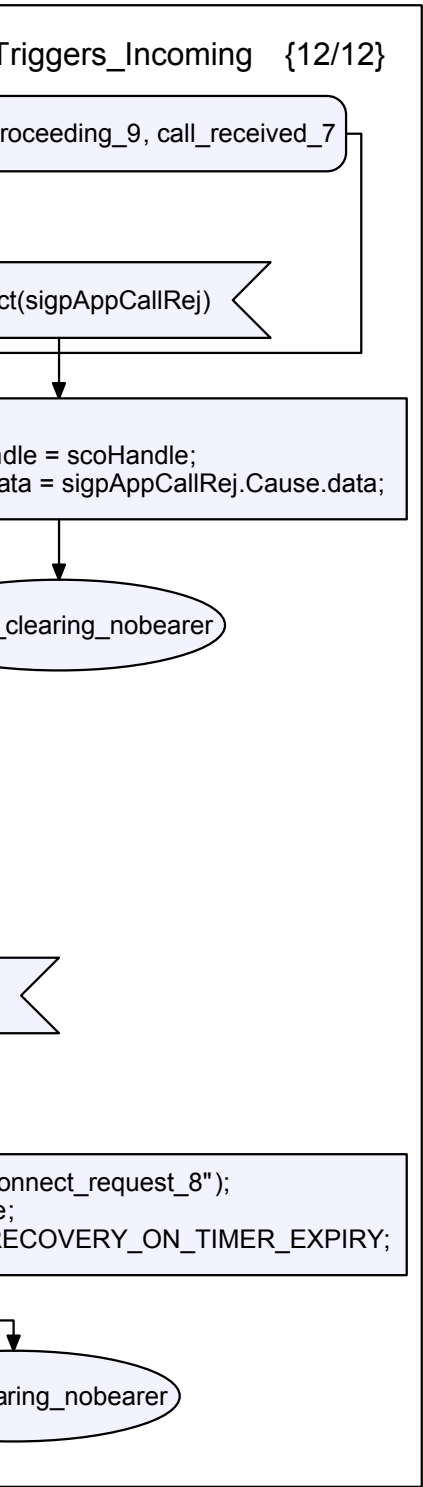 Triggers_Incoming {12/12}
roceeding_9, call_received_7
ct(sigpAppCallRej)
ndle = scoHandle;
ata = sigpAppCallRej.Cause.data;
_clearing_nobearer
onnect_request_8");
e;
RECOVERY_ON_TIMER_EXPIRY;
aring_nobearer